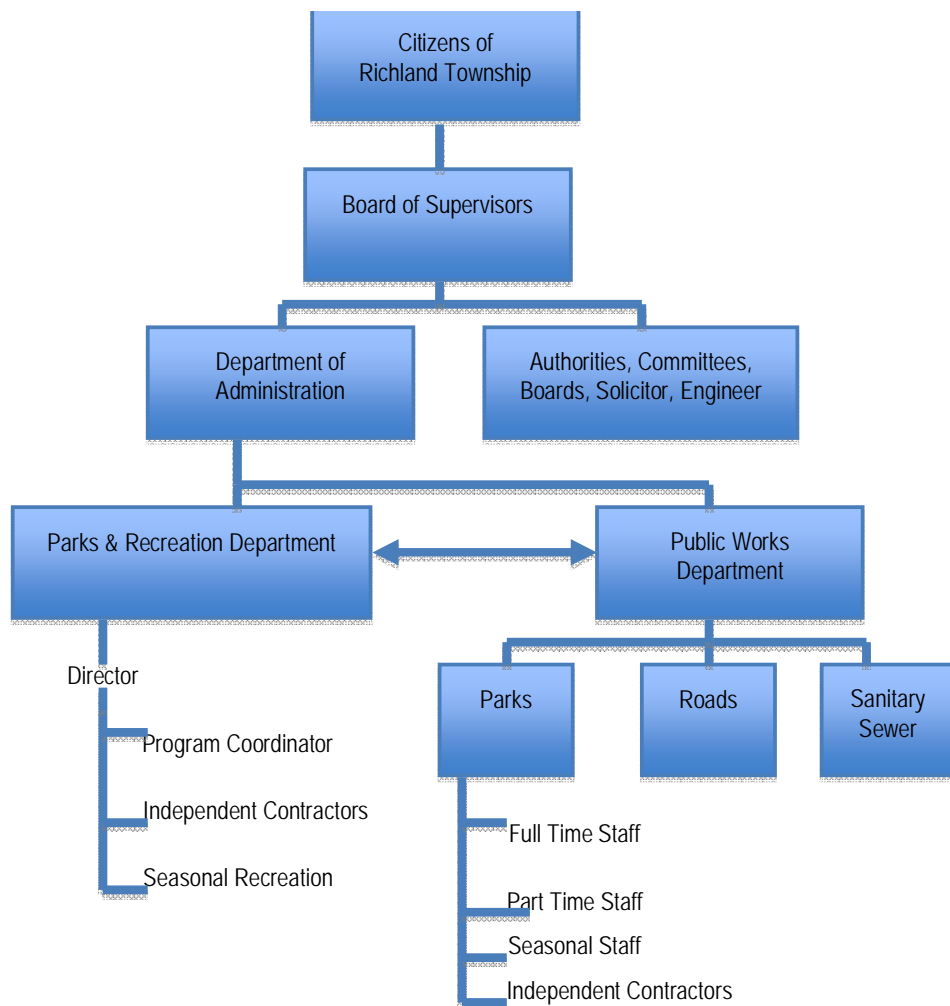 Citizens of
Richland Township
Board of Supervisors
Department of
Administration
Authorities, Committees,
Boards, Solicitor, Engineer
Parks & Recreation Department
Public Works
Department
Director
Program Coordinator
Independent Contractors
Seasonal Recreation
Parks
Roads
Sanitary
Sewer
Full Time Staff
Part Time Staff
Seasonal Staff
Independent Contractors